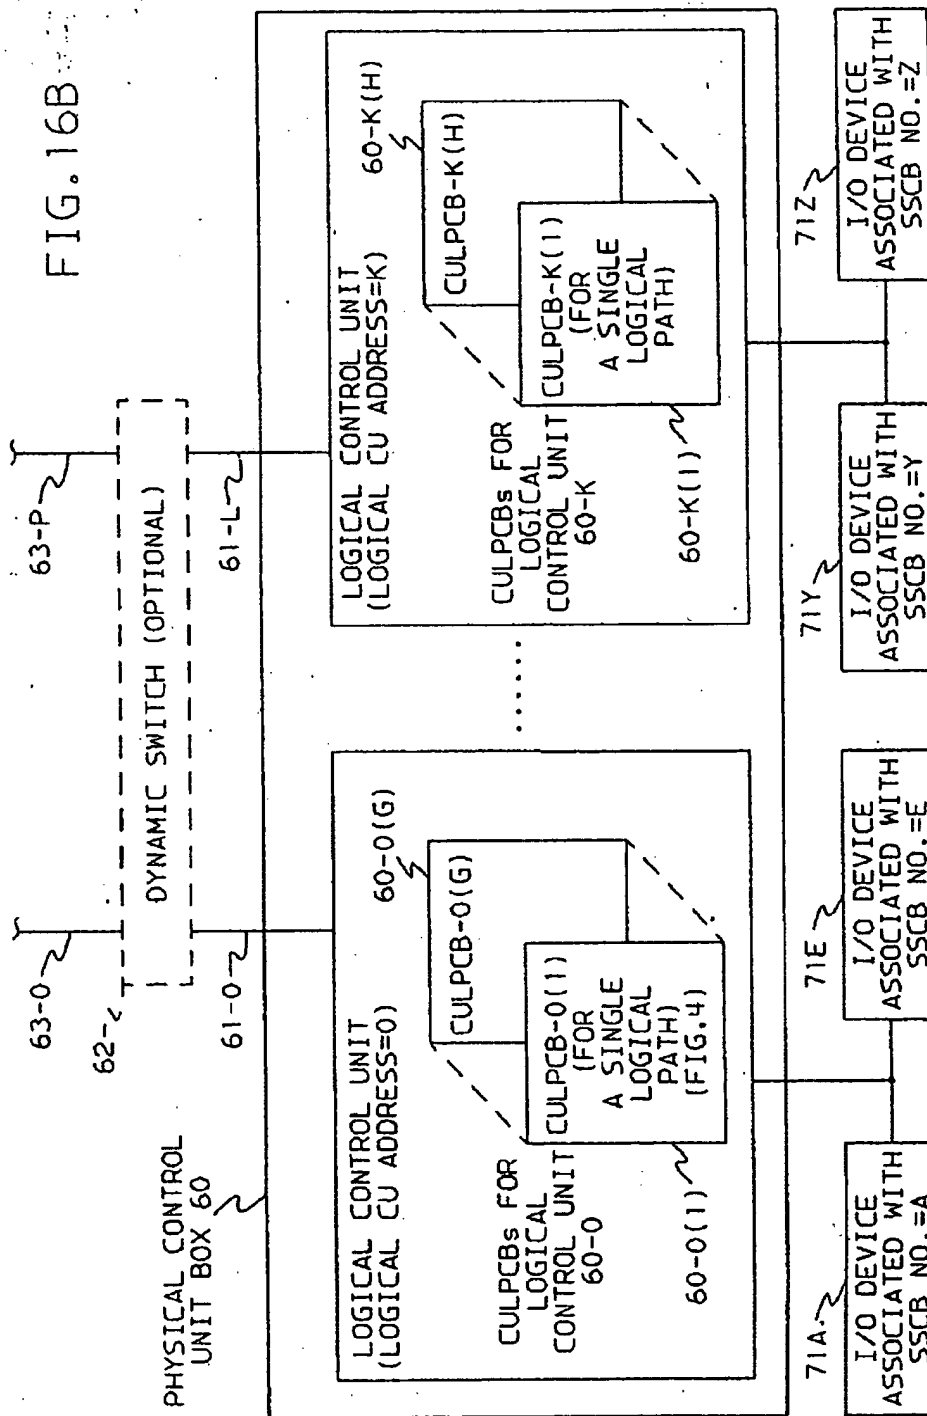 FIG.16B
63-0
63-P
62
DYNAMIC SWITCH (OPTIONAL)
61-0
61-L
PHYSICAL CONTROL
UNIT BOX 60
LOGICAL CONTROL UNIT
(LOGICAL CU ADDRESS=0)
60-0(G)
CULPCB-0(G)
CULPCB-0(1)
(FOR
A SINGLE
LOGICAL
PATH)
(FIG.4)
CULPCBs FOR
LOGICAL
CONTROL UNIT
60-0
60-0(1)
......
LOGICAL CONTROL UNIT
(LOGICAL CU ADDRESS=K)
60-K(H)
CULPCB-K(H)
CULPCB-K(1)
(FOR
A SINGLE
LOGICAL
PATH)
CULPCBs FOR
LOGICAL
CONTROL UNIT
60-K
60-K(1)
71A
I/O DEVICE
ASSOCIATED WITH
SSCB NO.=A
71E
I/O DEVICE
ASSOCIATED WITH
SSCB NO.=E
71Y
I/O DEVICE
ASSOCIATED WITH
SSCB NO.=Y
71Z
I/O DEVICE
ASSOCIATED WITH
SSCB NO.=Z